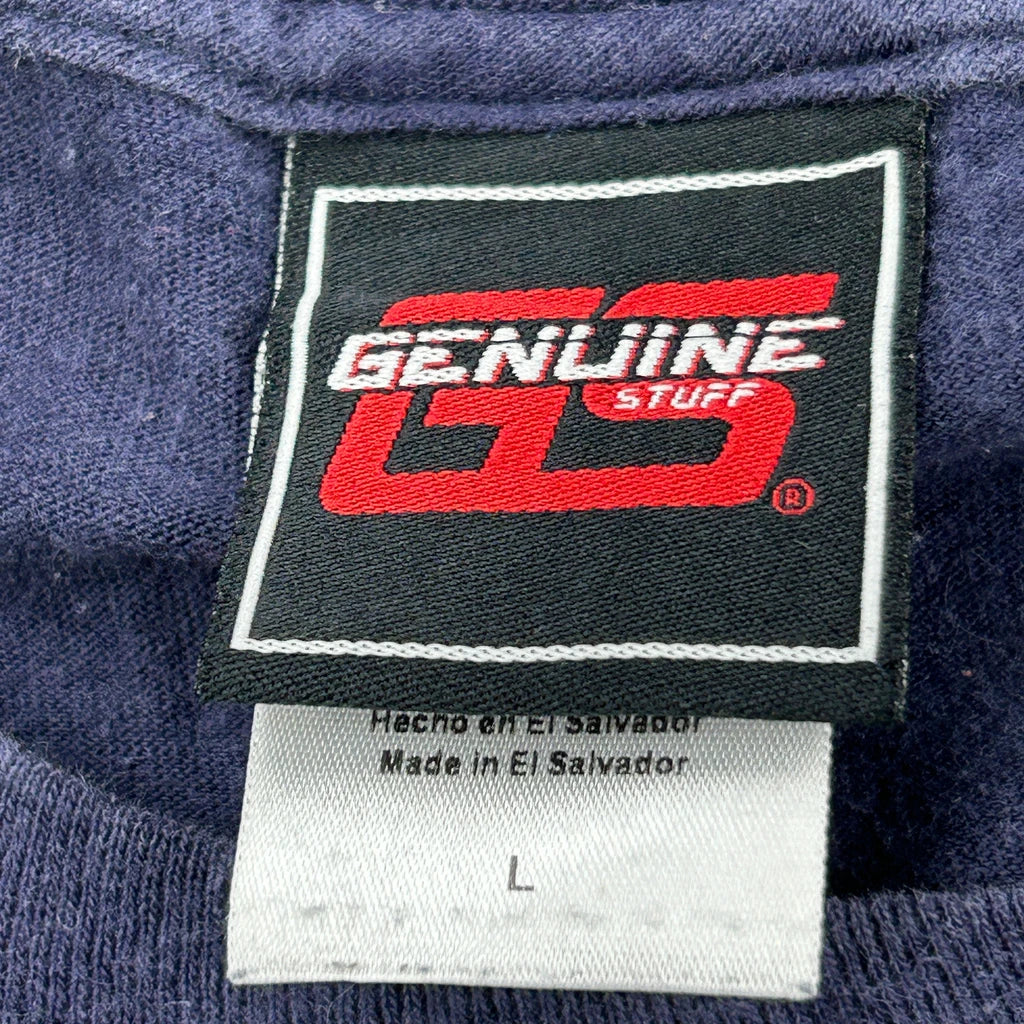 GS
GENUINE
STUFF
®
Hecho en El Salvador
Made in El Salvador
L